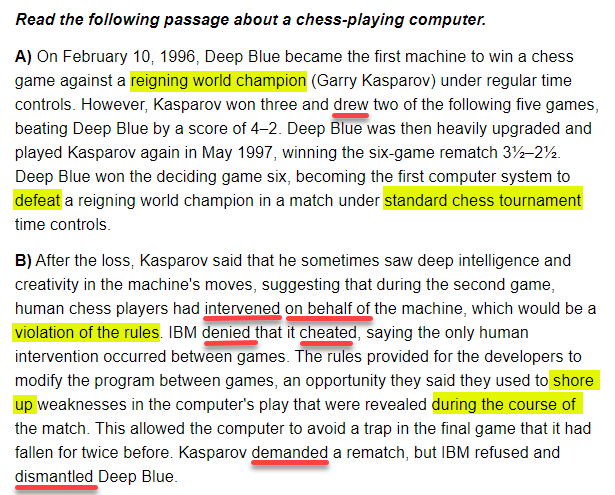 Read the following passage about a chess-playing computer.
A) On February 10, 1996, Deep Blue became the first machine to win a chess
game against a reigning world champion (Garry Kasparov) under regular time
controls. However, Kasparov won three and drew two of the following five games,
beating Deep Blue by a score of 4–2. Deep Blue was then heavily upgraded and
played Kasparov again in May 1997, winning the six-game rematch 3½–2½.
Deep Blue won the deciding game six, becoming the first computer system to
defeat a reigning world champion in a match under standard chess tournament
time controls.
B) After the loss, Kasparov said that he sometimes saw deep intelligence and
creativity in the machine's moves, suggesting that during the second game,
human chess players had intervened on behalf of the machine, which would be a
violation of the rules. IBM denied that it cheated, saying the only human
intervention occurred between games. The rules provided for the developers to
modify the program between games, an opportunity they said they used to shore
up weaknesses in the computer's play that were revealed during the course of
the match. This allowed the computer to avoid a trap in the final game that it had
fallen for twice before. Kasparov demanded a rematch, but IBM refused and
dismantled Deep Blue.